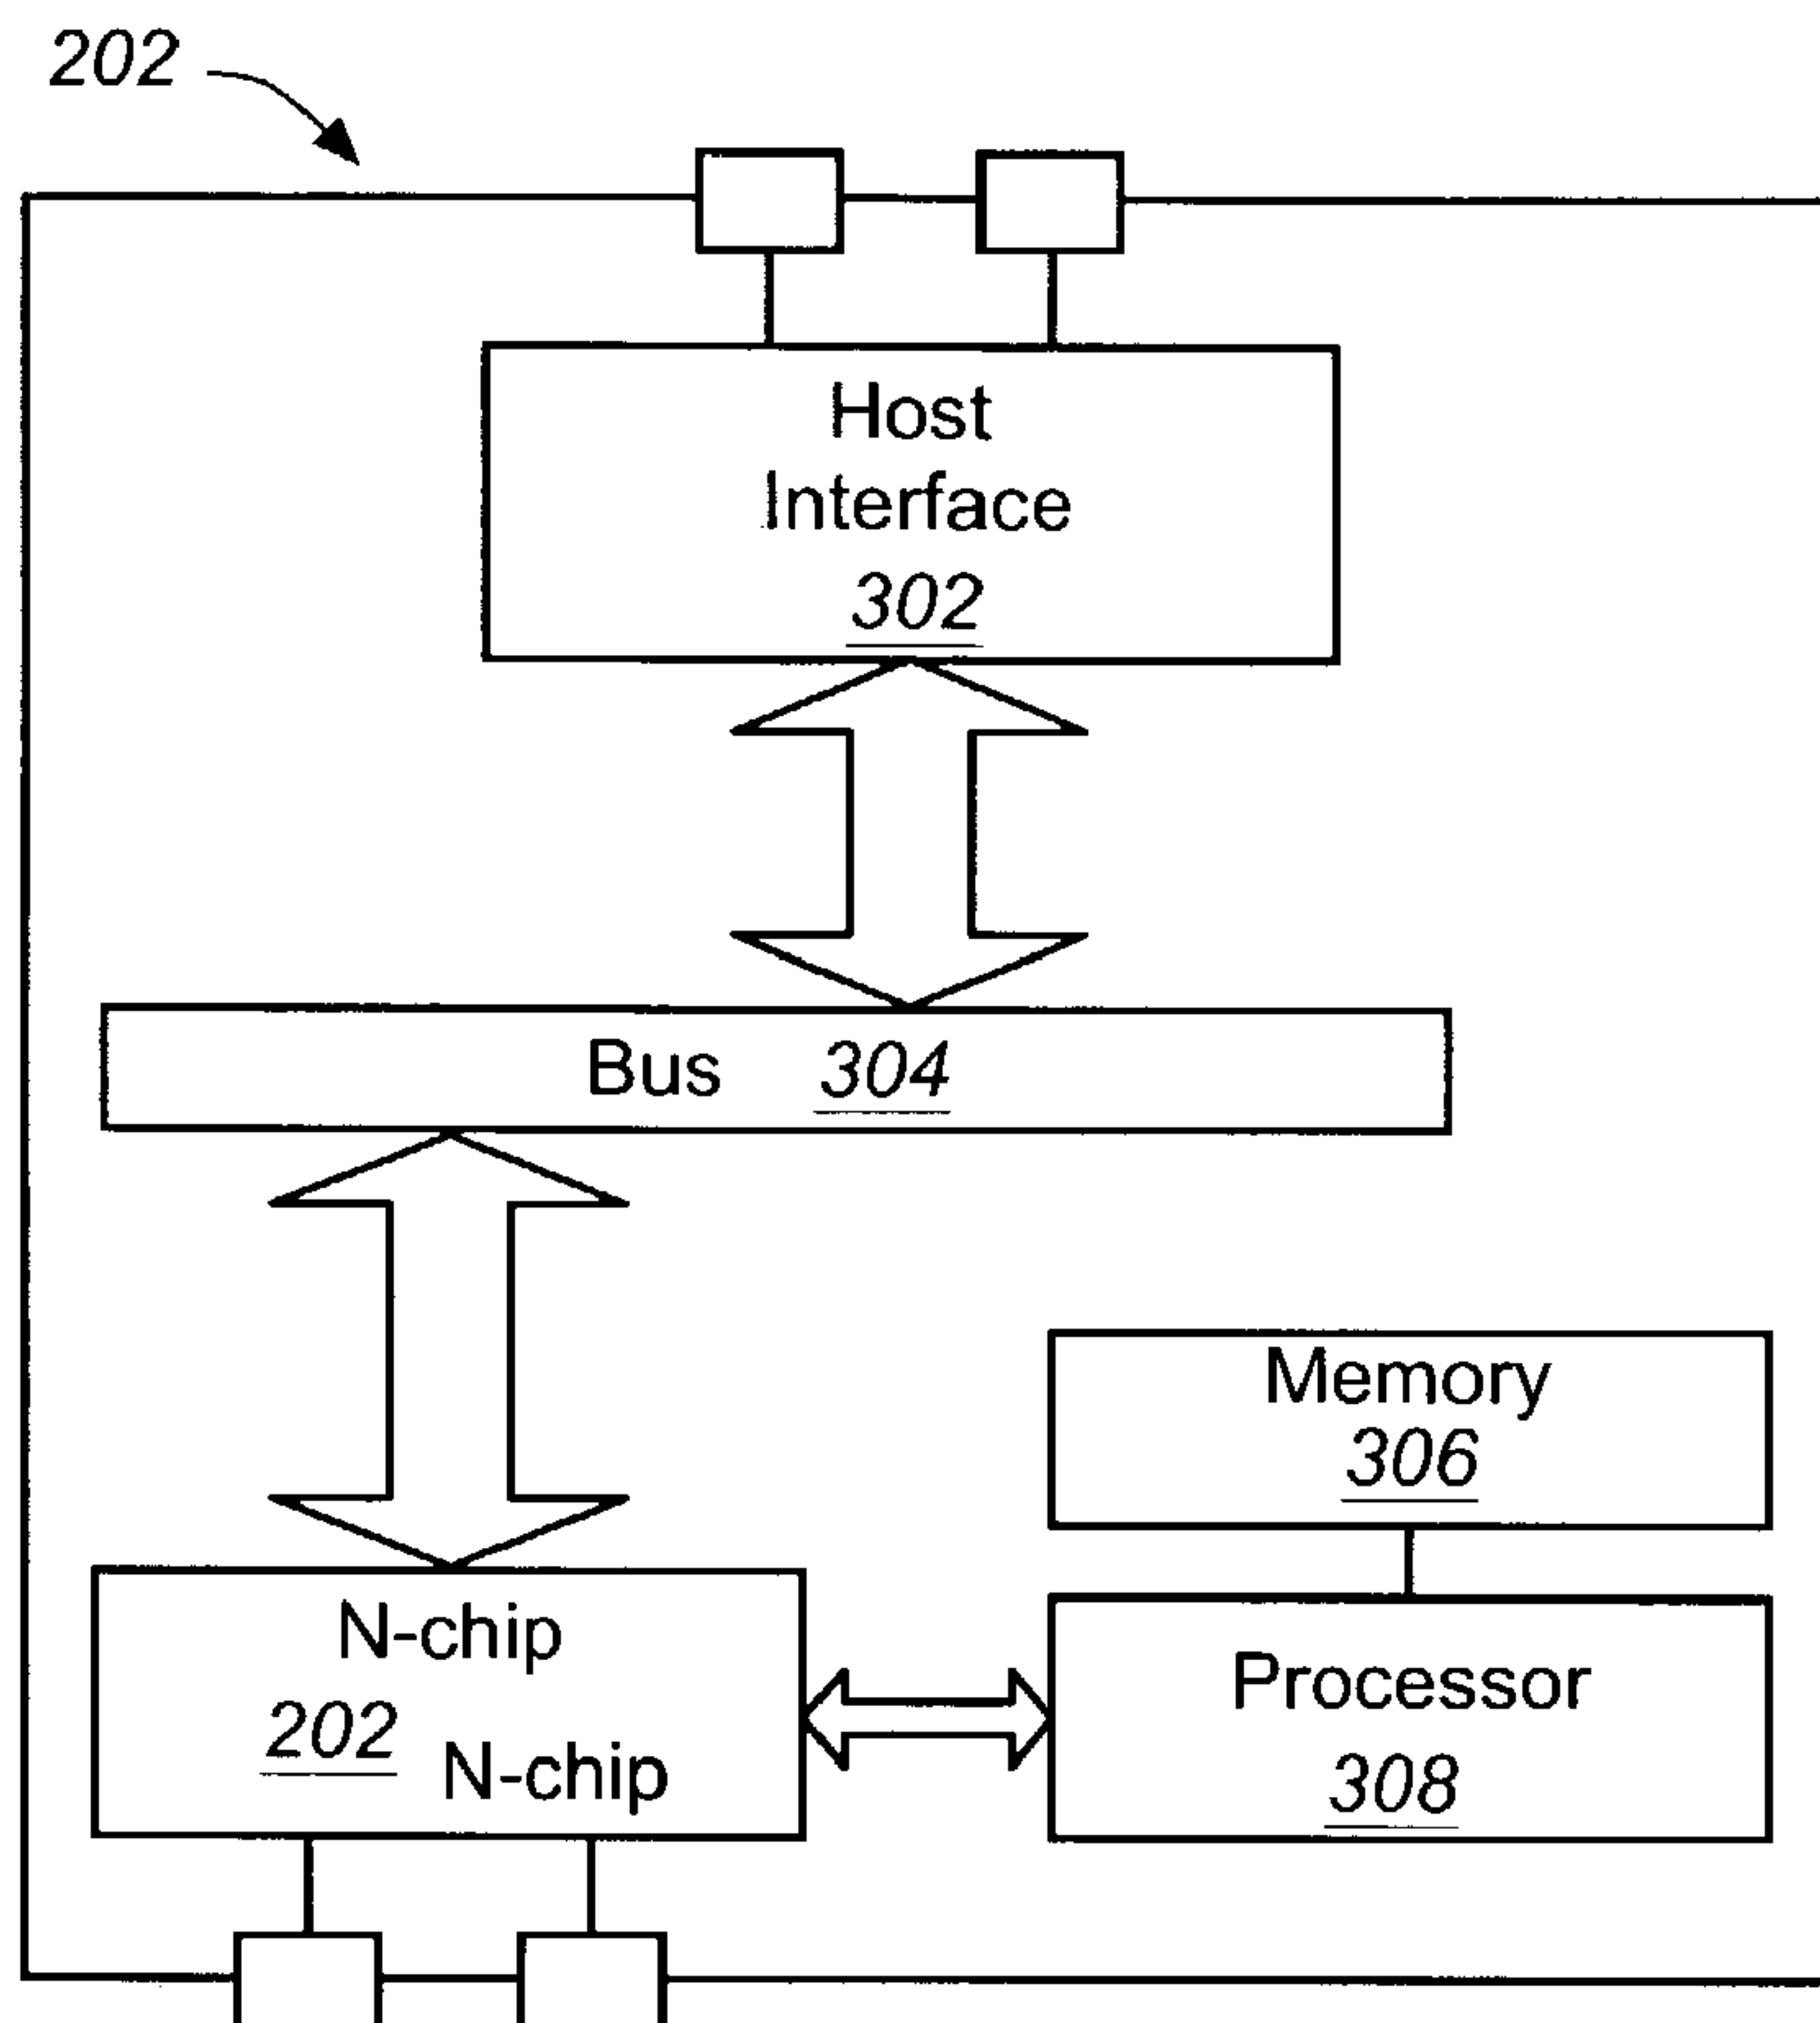 202
Host
Interface
302
Bus 304
Memory
306
N-chip
202 N-chip
Processor
308